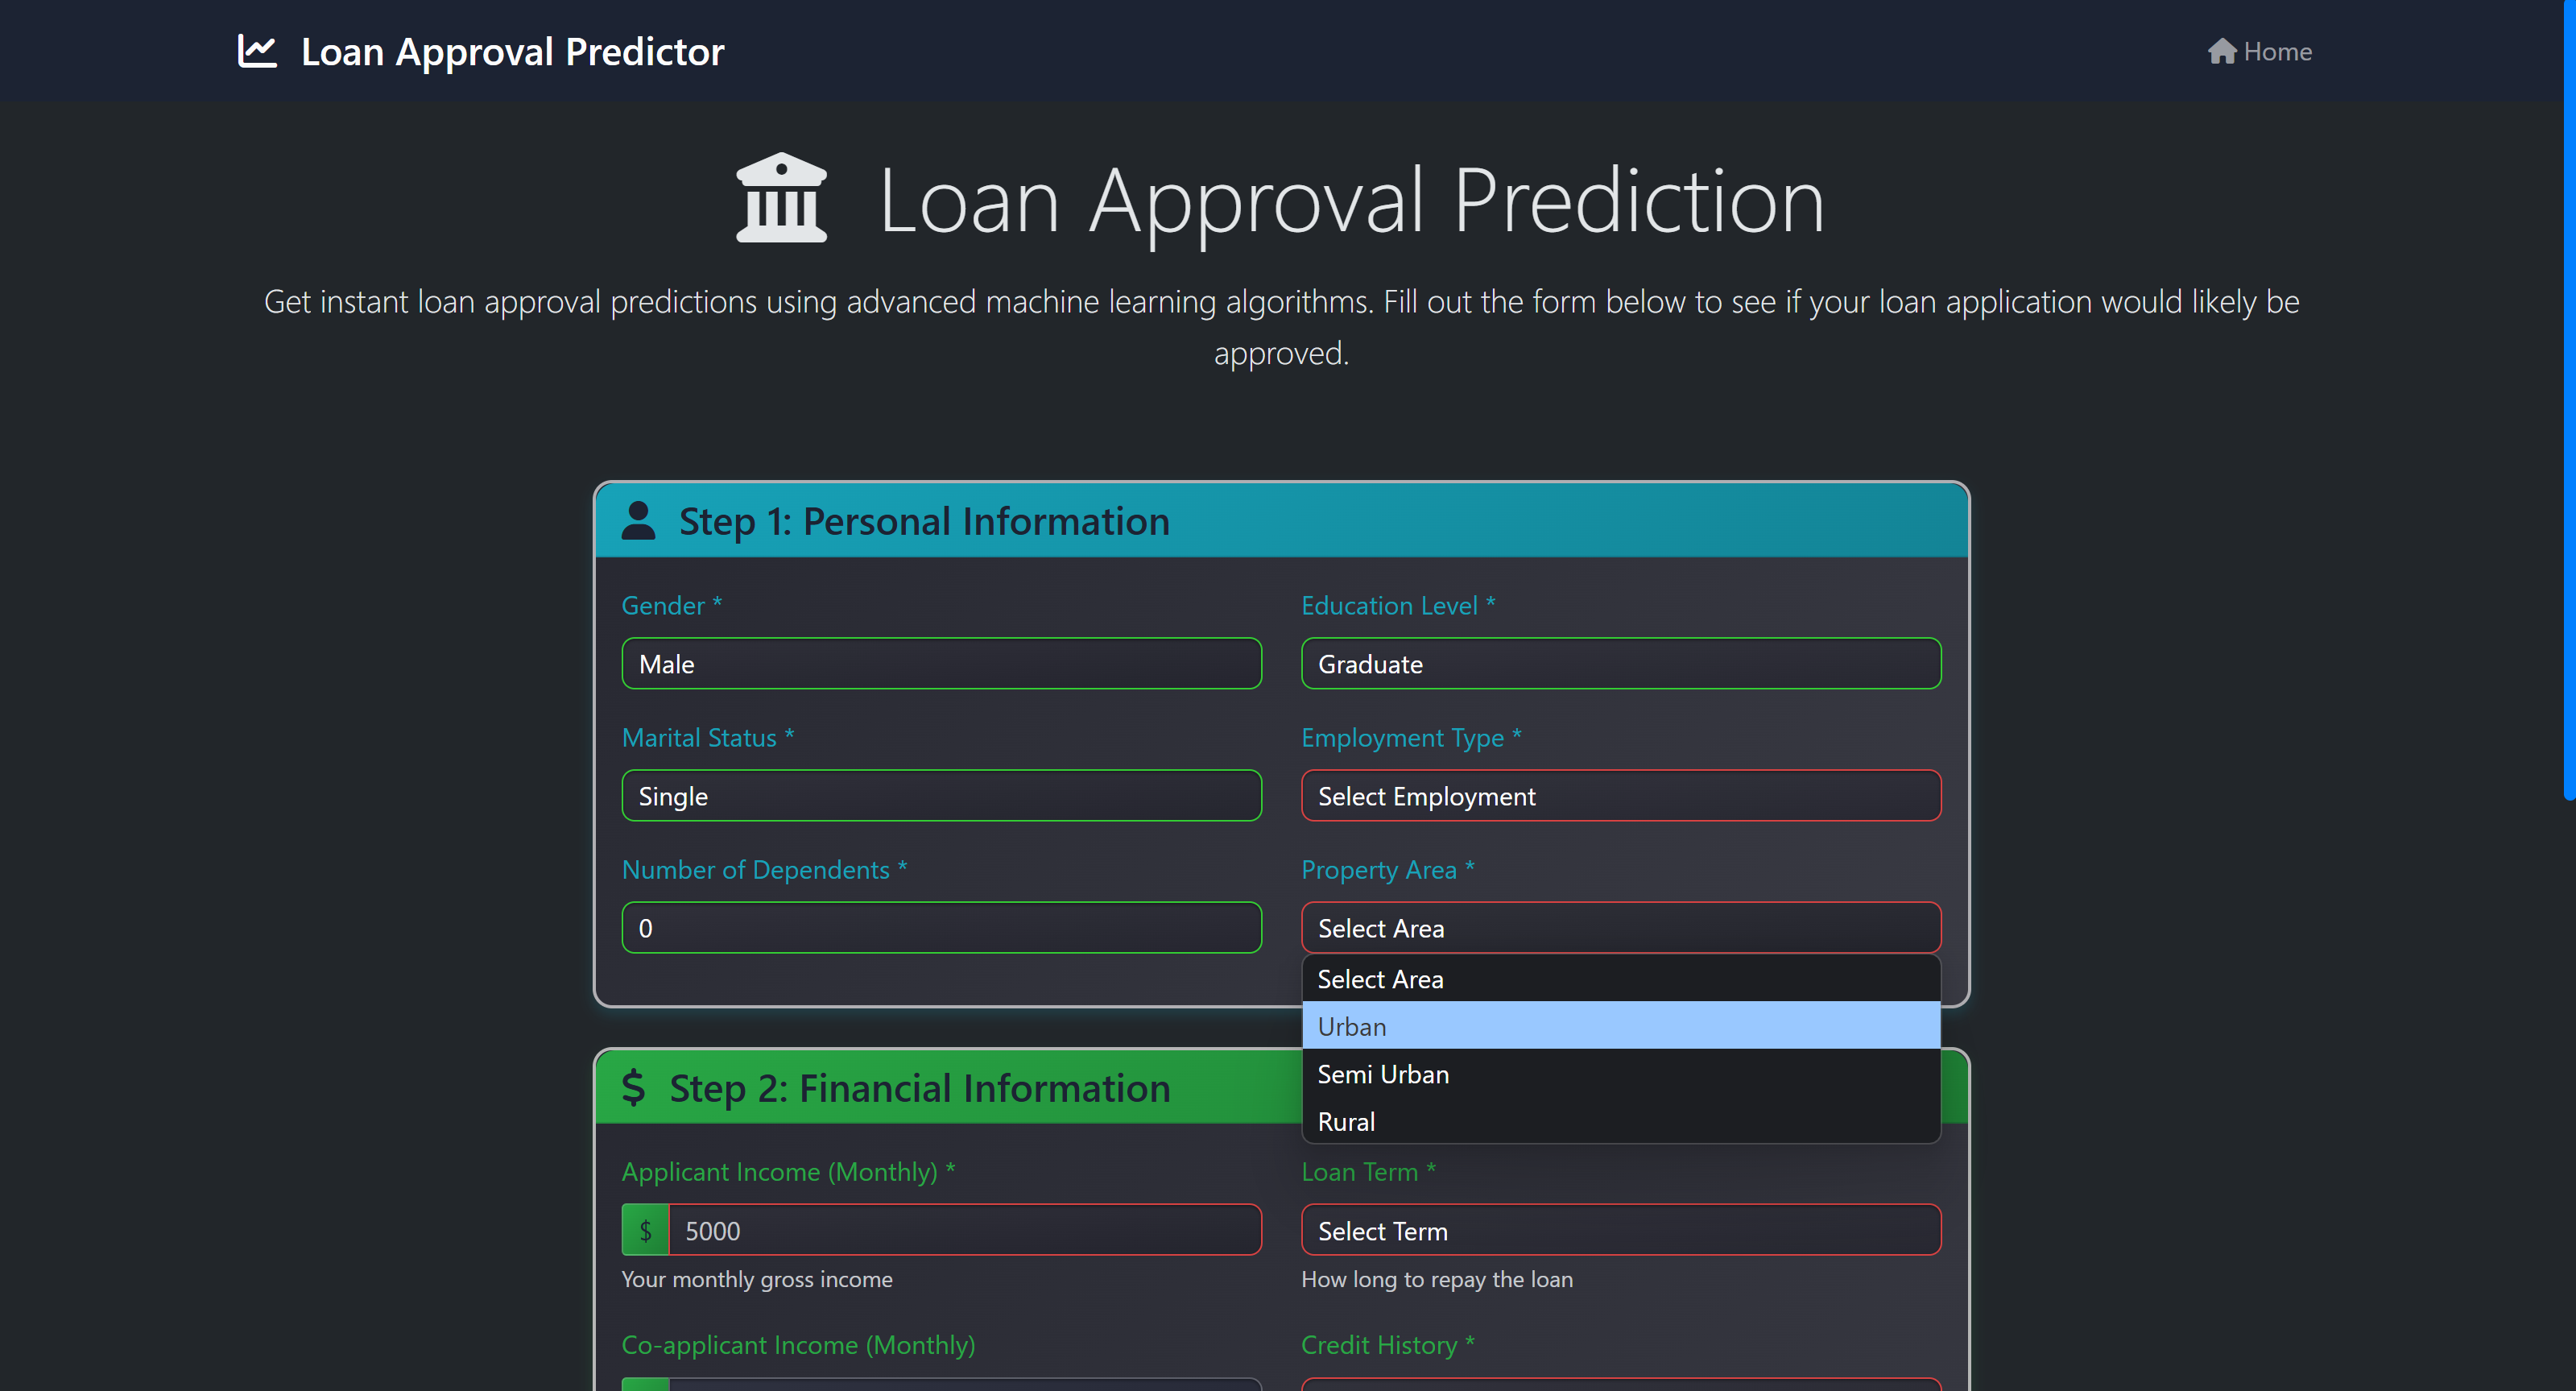 Loan Approval Predictor
Home
Loan Approval Prediction
Get instant loan approval predictions using advanced machine learning algorithms. Fill out the form below to see if your loan application would likely be
approved.
Step 1: Personal Information
Gender *
Male
Education Level *
Graduate
Marital Status *
Single
Employment Type *
Select Employment
Number of Dependents *
0
Property Area *
Select Area
Select Area
Urban
Semi Urban
Rural
Step 2: Financial Information
Applicant Income (Monthly) *
$ 5000
Your monthly gross income
Loan Term *
Select Term
How long to repay the loan
Co-applicant Income (Monthly)
Credit History *